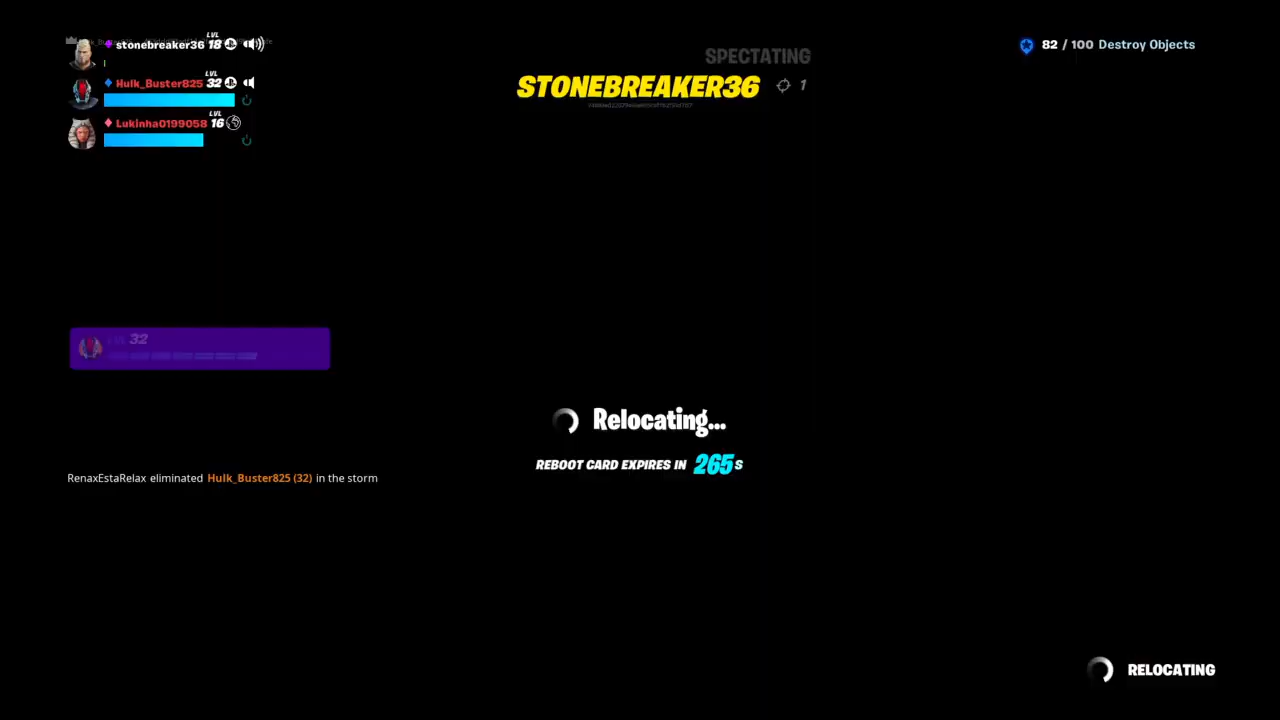 LVL
stonebreaker36 18
LVL
Hulk_Buster825 32
LVL
Lukinha0199058 16
SPECTATING
STONEBREAKER36 1
82 / 100 Destroy Objects
32
Relocating...
REBOOT CARD EXPIRES IN 265 S
RenaxEstaRelax eliminated Hulk_Buster825 (32) in the storm
RELOCATING